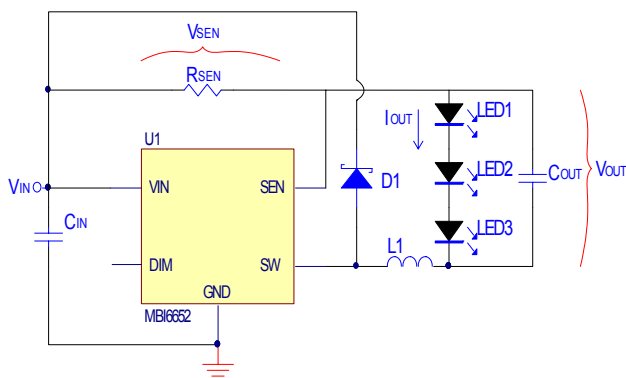 VSEN
RSEN
U1
IOUT
LED1
VIN
VIN
SEN
D1
LED2
COUT
VOUT
CIN
LED3
L1
DIM
SW
GND
MBI6652